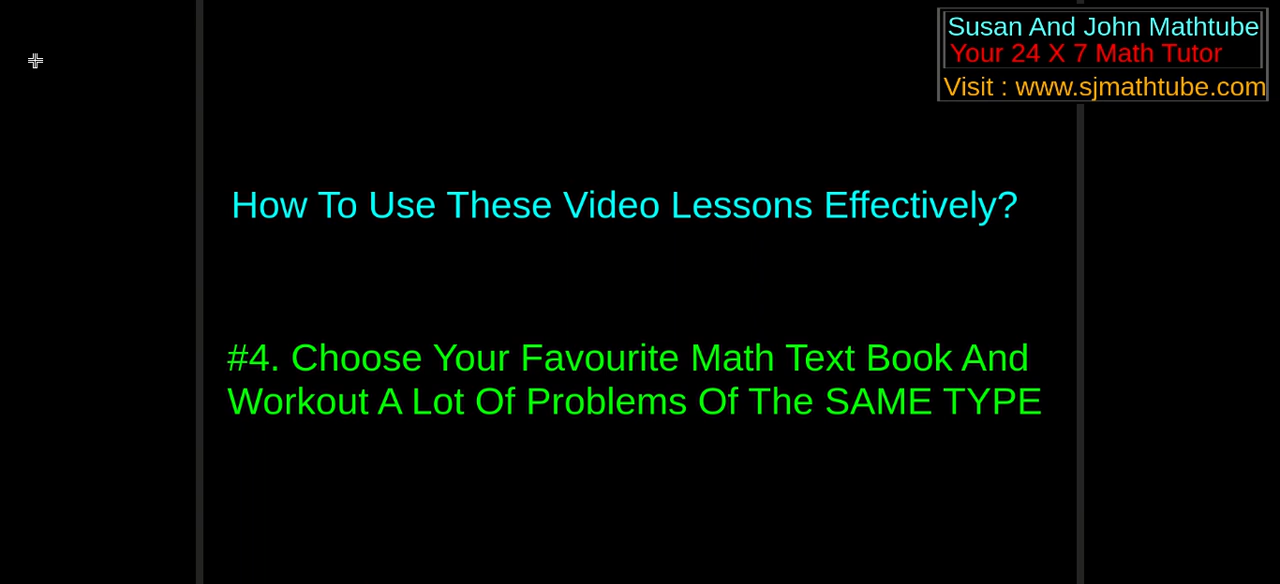 Susan And John Mathtube
Your 24 X 7 Math Tutor
Visit : www.sjmathtube.com
How To Use These Video Lessons Effectively?
#4. Choose Your Favourite Math Text Book And
Workout A Lot Of Problems Of The SAME TYPE